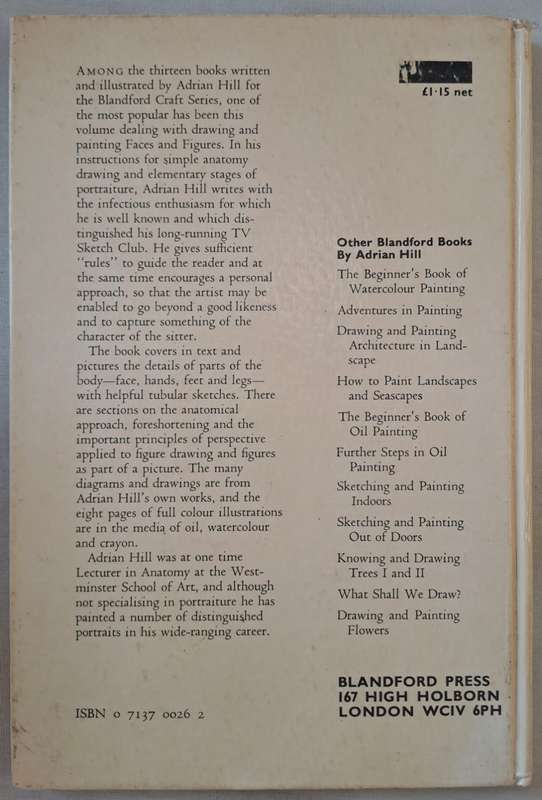 AMONG the thirteen books written
and illustrated by Adrian Hill for
the Blandford Craft Series, one of
the most popular has been this
volume dealing with drawing and
painting Faces and Figures. In his
instructions for simple anatomy
drawing and elementary stages of
portraiture, Adrian Hill writes with
the infectious enthusiasm for which
he is well known and which dis-
tinguished his long-running TV
Sketch Club. He gives sufficient
"rules" to guide the reader and at
the same time encourages a personal
approach, so that the artist may be
enabled to go beyond a good likeness
and to capture something of the
character of the sitter.
The book covers in text and
pictures the details of parts of the
body—face, hands, feet and legs—
with helpful tubular sketches. There
are sections on the anatomical
approach, foreshortening and the
important principles of perspective
applied to figure drawing and figures
as part of a picture. The many
diagrams and drawings are from
Adrian Hill's own works, and the
eight pages of full colour illustrations
are in the media of oil, watercolour
and crayon.
Adrian Hill was at one time
Lecturer in Anatomy at the West-
minster School of Art, and although
not specialising in portraiture he has
painted a number of distinguished
portraits in his wide-ranging career.
ISBN 0 7137 0026 2
£1·15 net
Other Blandford Books
By Adrian Hill
The Beginner's Book of
Watercolour Painting
Adventures in Painting
Drawing and Painting
Architecture in Land-
scape
How to Paint Landscapes
and Seascapes
The Beginner's Book of
Oil Painting
Further Steps in Oil
Painting
Sketching and Painting
Indoors
Sketching and Painting
Out of Doors
Knowing and Drawing
Trees I and II
What Shall We Draw?
Drawing and Painting
Flowers
BLANDFORD PRESS
167 HIGH HOLBORN
LONDON WCIV 6PH